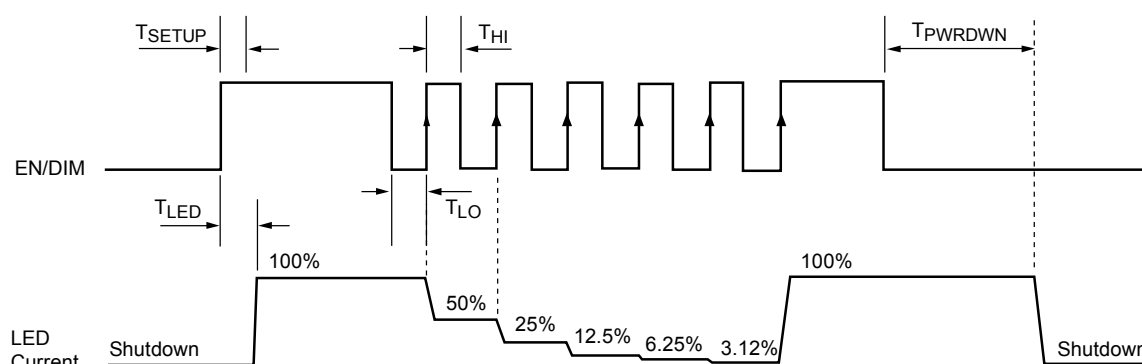 TSETUP
THI
TPWRDWN
EN/DIM
TLED
TLO
100%
100%
50%
25%
12.5%
6.25%
3.12%
LED
Current
Shutdown
Shutdown